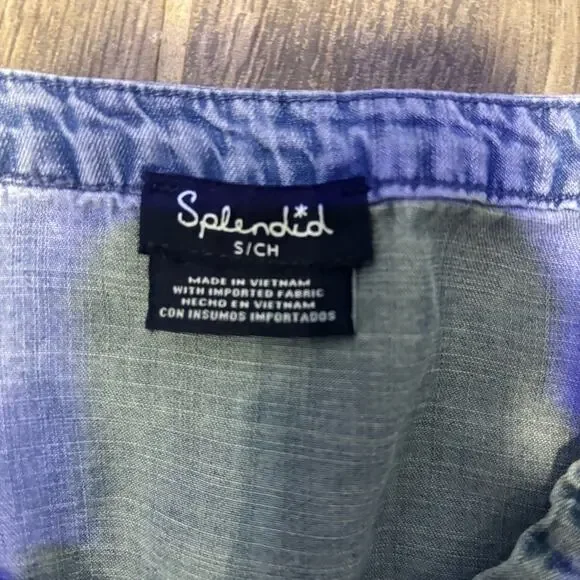 Splendid
S/CH
MADE IN VIETNAM
WITH IMPORTED FABRIC
HECHO EN VIETNAM
CON INSUMOS IMPORTADOS